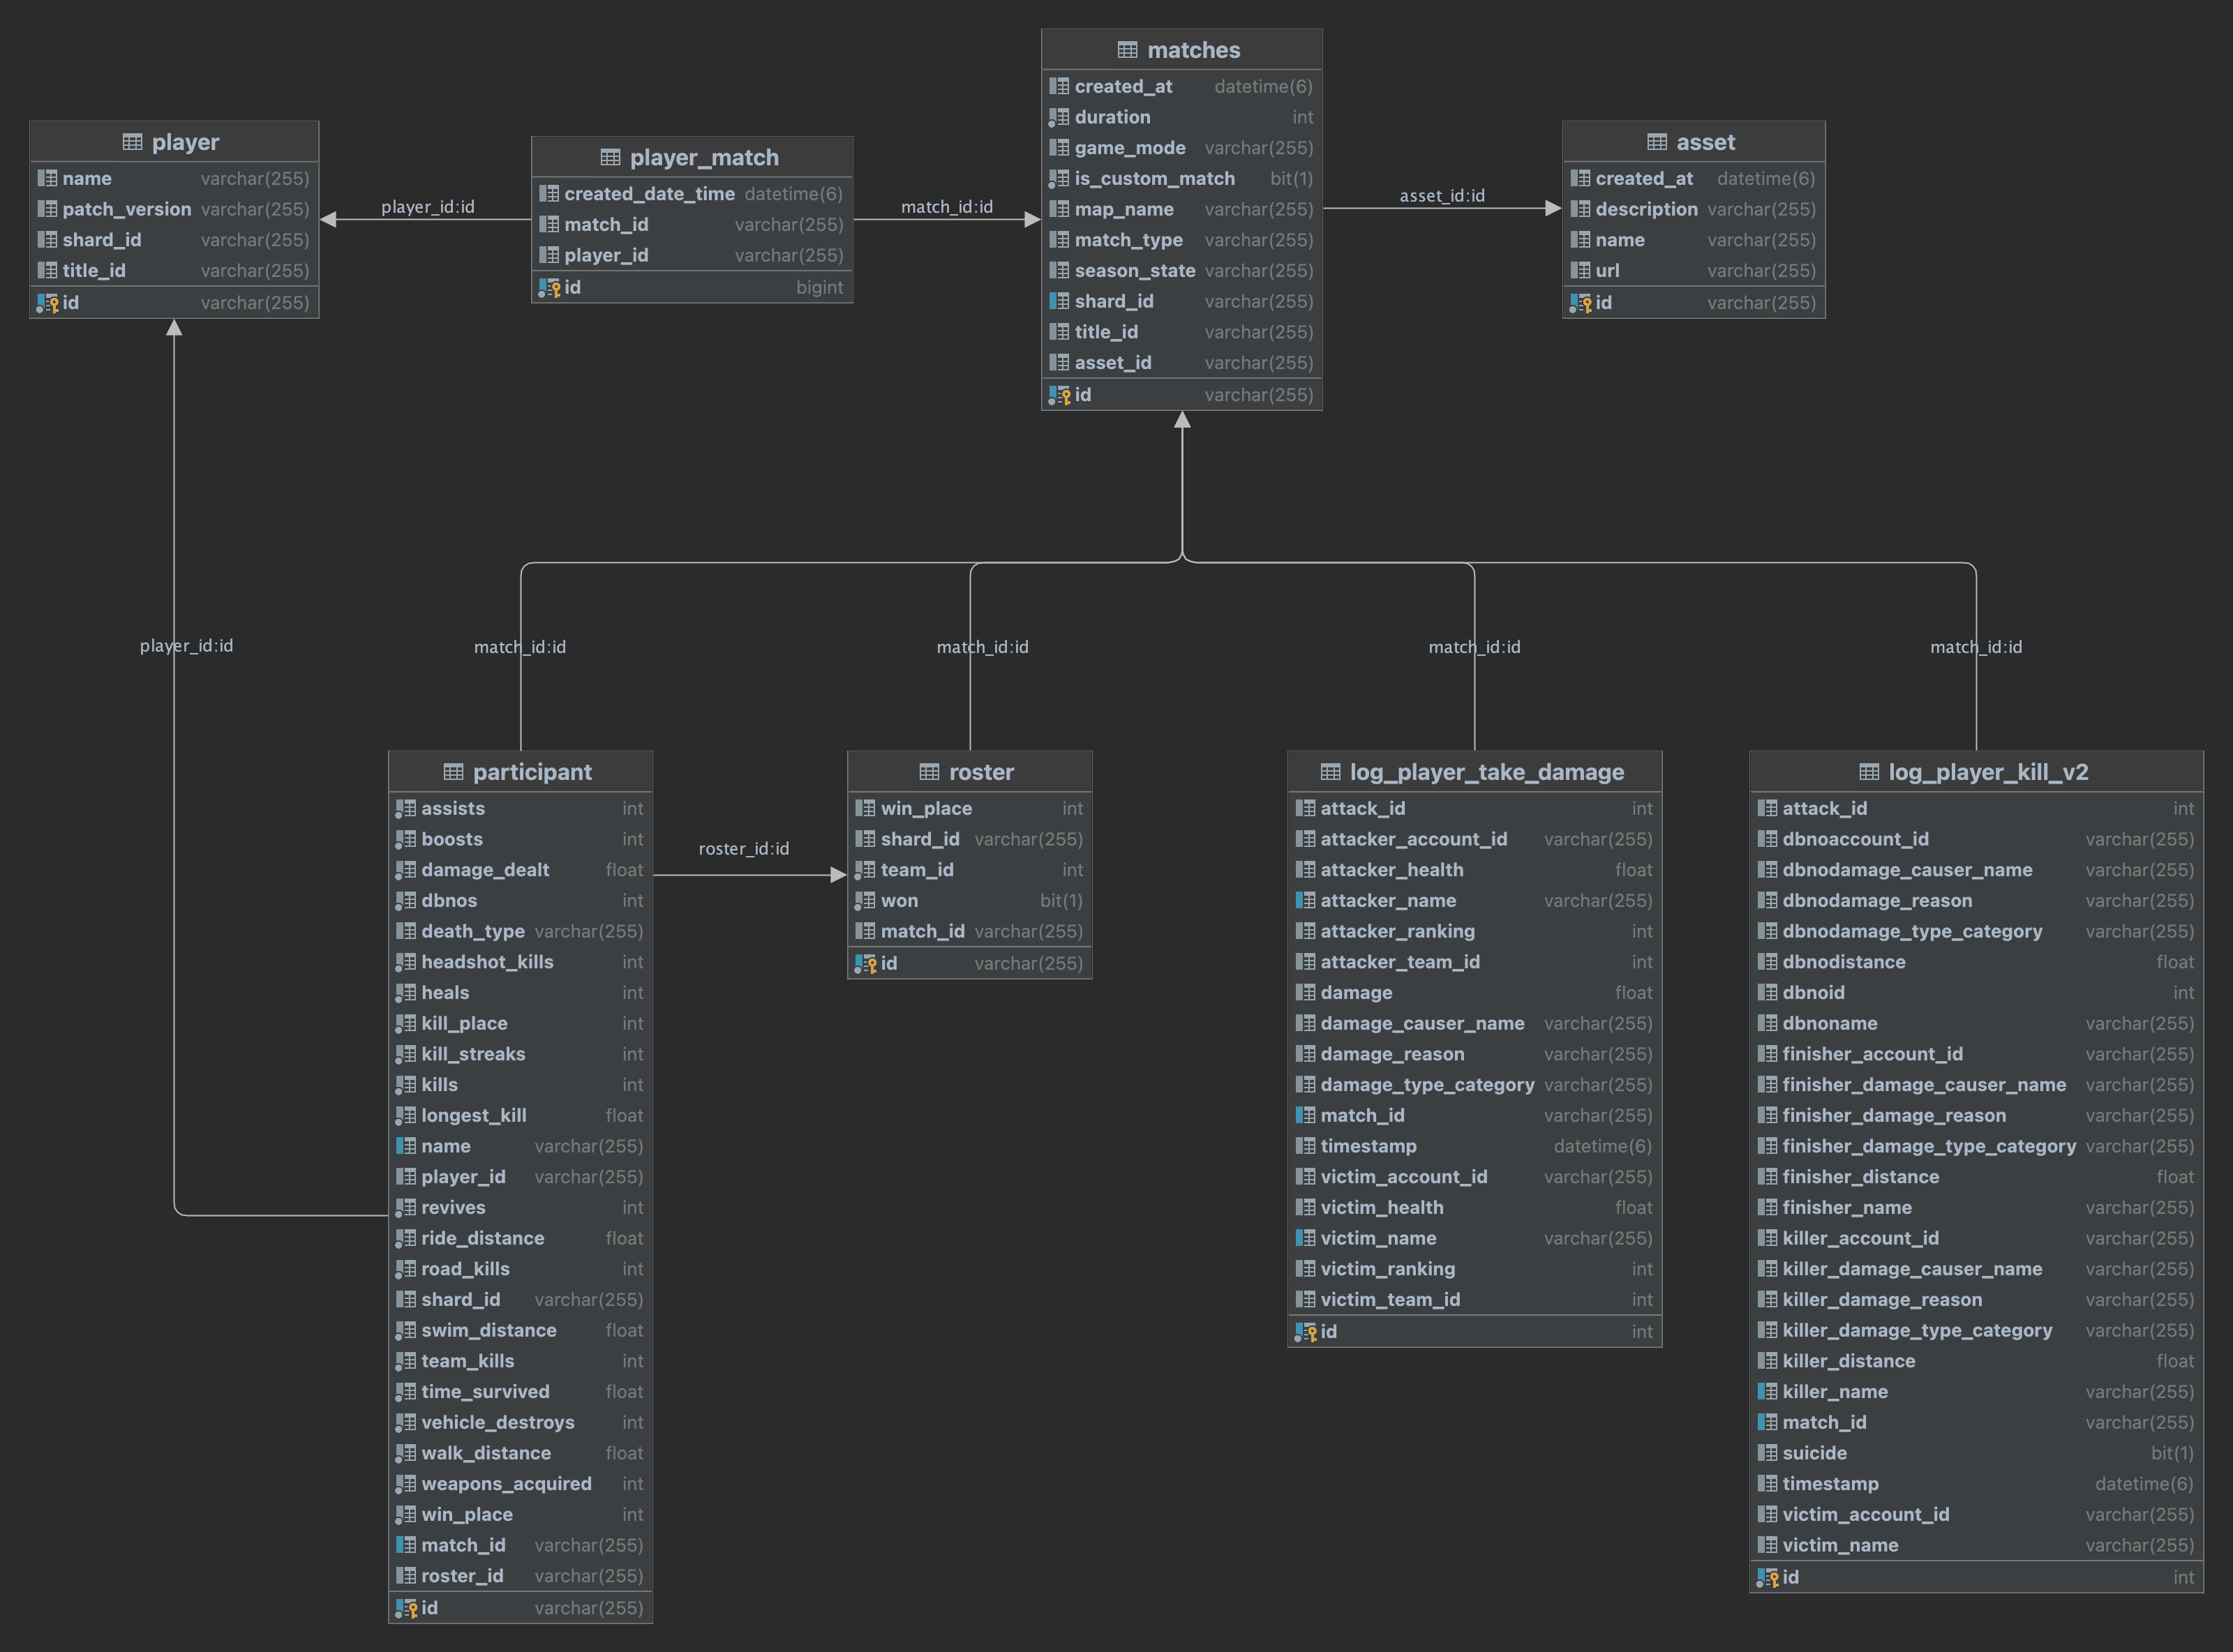 matches
created_at datetime(6)
duration int
game_mode varchar(255)
is_custom_match bit(1)
map_name varchar(255)
match_type varchar(255)
season_state varchar(255)
shard_id varchar(255)
title_id varchar(255)
asset_id varchar(255)
id varchar(255)
player
name varchar(255)
patch_version varchar(255)
shard_id varchar(255)
title_id varchar(255)
id varchar(255)
player_id:id
player_match
created_date_time datetime(6)
match_id varchar(255)
player_id varchar(255)
id bigint
match_id:id
asset_id:id
asset
created_at datetime(6)
description varchar(255)
name varchar(255)
url varchar(255)
id varchar(255)
player_id:id
match_id:id
match_id:id
match_id:id
match_id:id
participant
assists int
boosts int
damage_dealt float
dbnos int
death_type varchar(255)
headshot_kills int
heals int
kill_place int
kill_streaks int
kills int
longest_kill float
name varchar(255)
player_id varchar(255)
revives int
ride_distance float
road_kills int
shard_id varchar(255)
swim_distance float
team_kills int
time_survived float
vehicle_destroys int
walk_distance float
weapons_acquired int
win_place int
match_id varchar(255)
roster_id varchar(255)
id varchar(255)
roster_id:id
roster
win_place int
shard_id varchar(255)
team_id int
won bit(1)
match_id varchar(255)
id varchar(255)
log_player_take_damage
attack_id int
attacker_account_id varchar(255)
attacker_health float
attacker_name varchar(255)
attacker_ranking int
attacker_team_id int
damage float
damage_causer_name varchar(255)
damage_reason varchar(255)
damage_type_category varchar(255)
match_id varchar(255)
timestamp datetime(6)
victim_account_id varchar(255)
victim_health float
victim_name varchar(255)
victim_ranking int
victim_team_id int
id int
log_player_kill_v2
attack_id int
dbnoaccount_id varchar(255)
dbnodamage_causer_name varchar(255)
dbnodamage_reason varchar(255)
dbnodamage_type_category varchar(255)
dbnodistance float
dbnoid int
dbnoname varchar(255)
finisher_account_id varchar(255)
finisher_damage_causer_name varchar(255)
finisher_damage_reason varchar(255)
finisher_damage_type_category varchar(255)
finisher_distance float
finisher_name varchar(255)
killer_account_id varchar(255)
killer_damage_causer_name varchar(255)
killer_damage_reason varchar(255)
killer_damage_type_category varchar(255)
killer_distance float
killer_name varchar(255)
match_id varchar(255)
suicide bit(1)
timestamp datetime(6)
victim_account_id varchar(255)
victim_name varchar(255)
id int